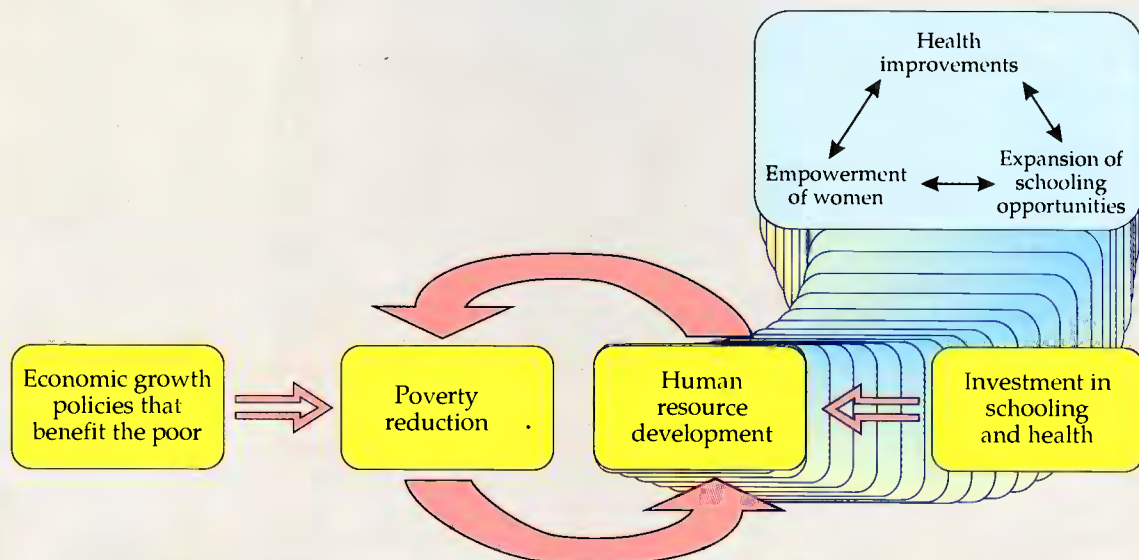 Health
improvements
Empowerment
of women
Expansion of
schooling
opportunities
Economic growth
policies that
benefit the poor
Poverty
reduction
Human
resource
development
Investment in
schooling
and health